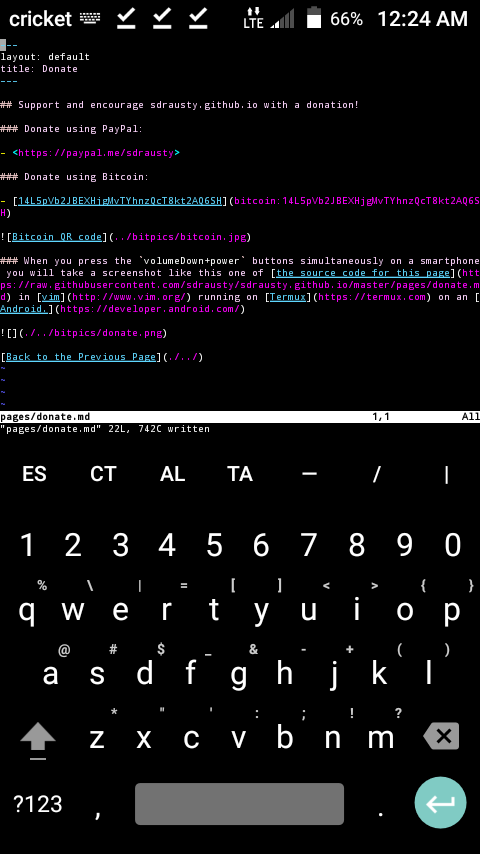 cricket LTE 66% 12:24 AM
---
layout: default
title: Donate
---
## Support and encourage sdrausty.github.io with a donation!
### Donate using PayPal:
- <https://paypal.me/sdrausty>
### Donate using Bitcoin:
- [14L5pVb2JBEXHjgMvTYhnzQcT8kt2AQ6SH](bitcoin:14L5pVb2JBEXHjgMvTYhnzQcT8kt2AQ6S
H)
![Bitcoin QR code](../bitpics/bitcoin.jpg)
### When you press the `volumeDown+power` buttons simultaneously on a smartphone
 you will take a screenshot like this one of [the source code for this page](htt
ps://raw.githubusercontent.com/sdrausty/sdrausty.github.io/master/pages/donate.m
d) in [vim](http://www.vim.org/) running on [Termux](https://termux.com) on an [
Android.](https://developer.android.com/)
![](./../bitpics/donate.png)
[Back to the Previous Page](./../)
~
~
~
~
pages/donate.md 1,1 All
"pages/donate.md" 22L, 742C written
ES CT AL TA — / |
1 2 3 4 5 6 7 8 9 0
% \ | = [ ] < > { }
q w e r t y u i o p
@ # $ _ & - + ( )
a s d f g h j k l
* " ' : ; ! ?
z x c v b n m
?123 , .